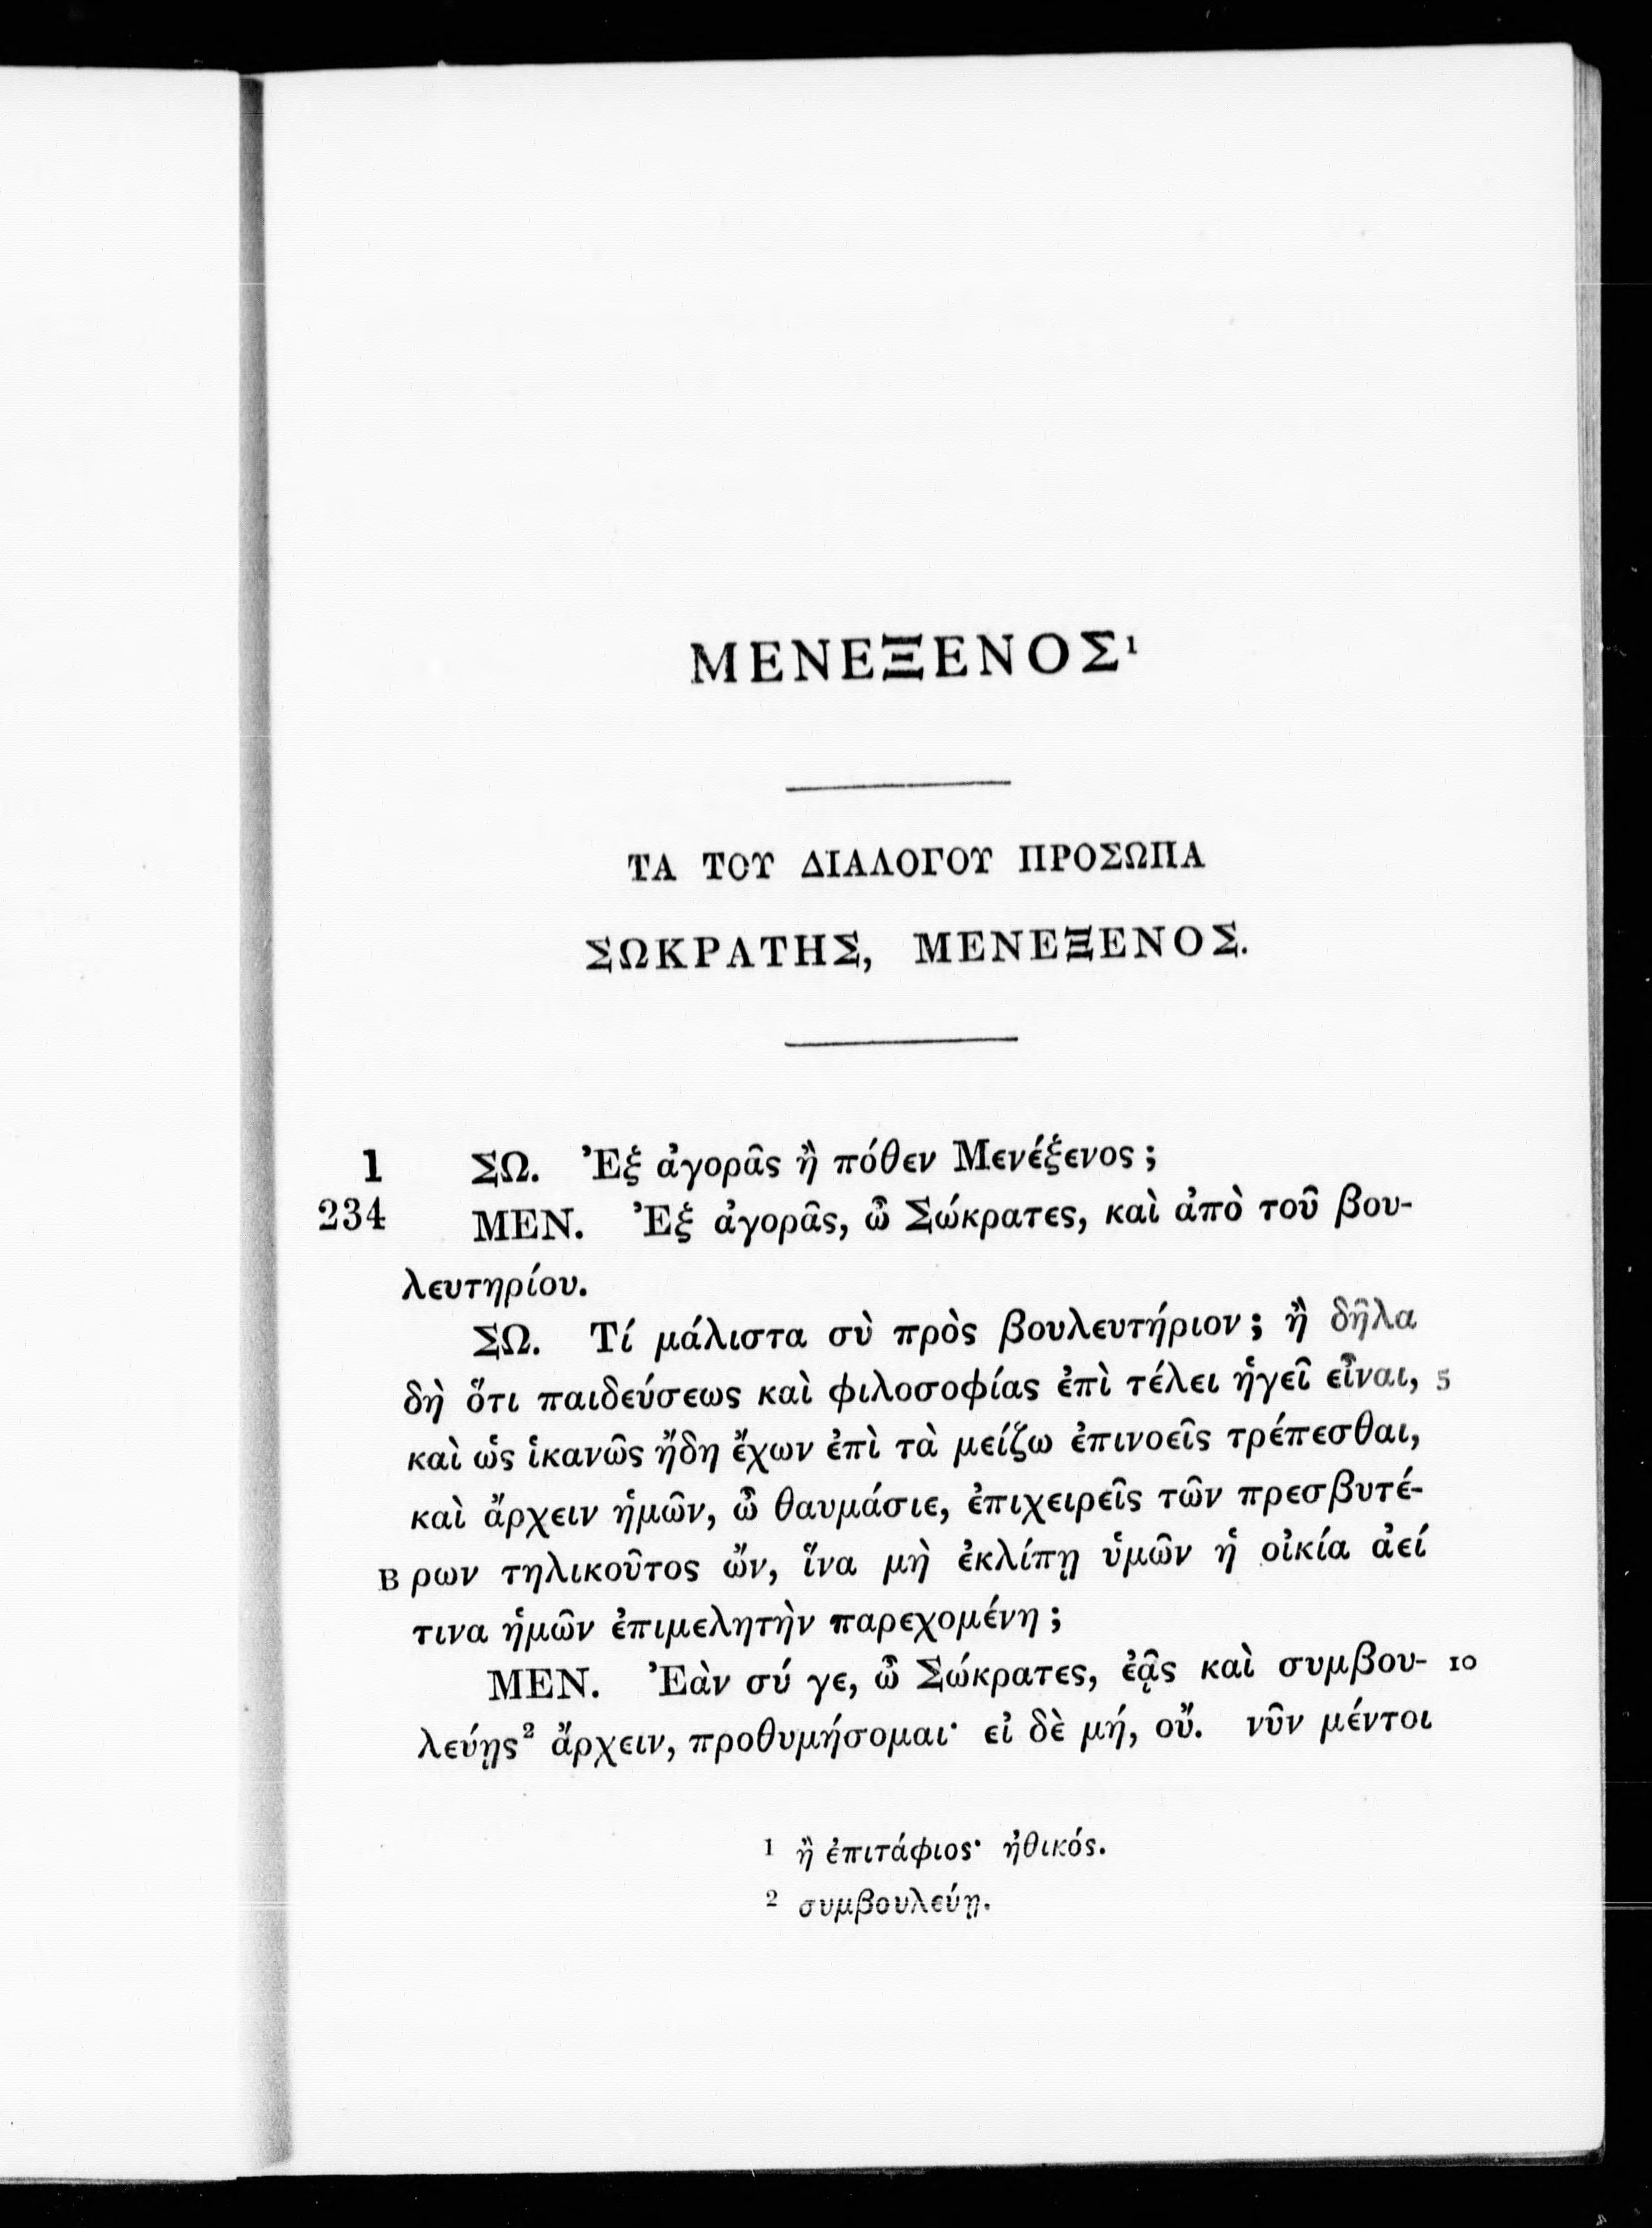 ΜΕΝΕΞΕΝΟΣ¹
ΤΑ ΤΟΥ ΔΙΑΛΟΓΟΥ ΠΡΟΣΩΠΑ
ΣΩΚΡΑΤΗΣ, ΜΕΝΕΞΕΝΟΣ.
1 ΣΩ. Ἐξ ἀγορᾶς ἢ πόθεν Μενέξενος;
234 ΜΕΝ. Ἐξ ἀγορᾶς, ὦ Σώκρατες, καὶ ἀπὸ τοῦ βου-
λευτηρίου.
ΣΩ. Τί μάλιστα σὺ πρὸς βουλευτήριον; ἢ δῆλα
δὴ ὅτι παιδεύσεως καὶ φιλοσοφίας ἐπὶ τέλει ἡγεῖ εἶναι, 5
καὶ ὡς ἱκανῶς ἤδη ἔχων ἐπὶ τὰ μείζω ἐπινοεῖς τρέπεσθαι,
καὶ ἄρχειν ἡμῶν, ὦ θαυμάσιε, ἐπιχειρεῖς τῶν πρεσβυτέ-
B ρων τηλικοῦτος ὤν, ἵνα μὴ ἐκλίπῃ ὑμῶν ἡ οἰκία ἀεί
τινα ἡμῶν ἐπιμελητὴν παρεχομένη;
ΜΕΝ. Ἐὰν σύ γε, ὦ Σώκρατες, ἐᾷς καὶ συμβου- 10
λεύῃς² ἄρχειν, προθυμήσομαι· εἰ δὲ μή, οὔ. νῦν μέντοι
1 ἢ ἐπιτάφιος· ἠθικός.
2 συμβουλεύῃ.